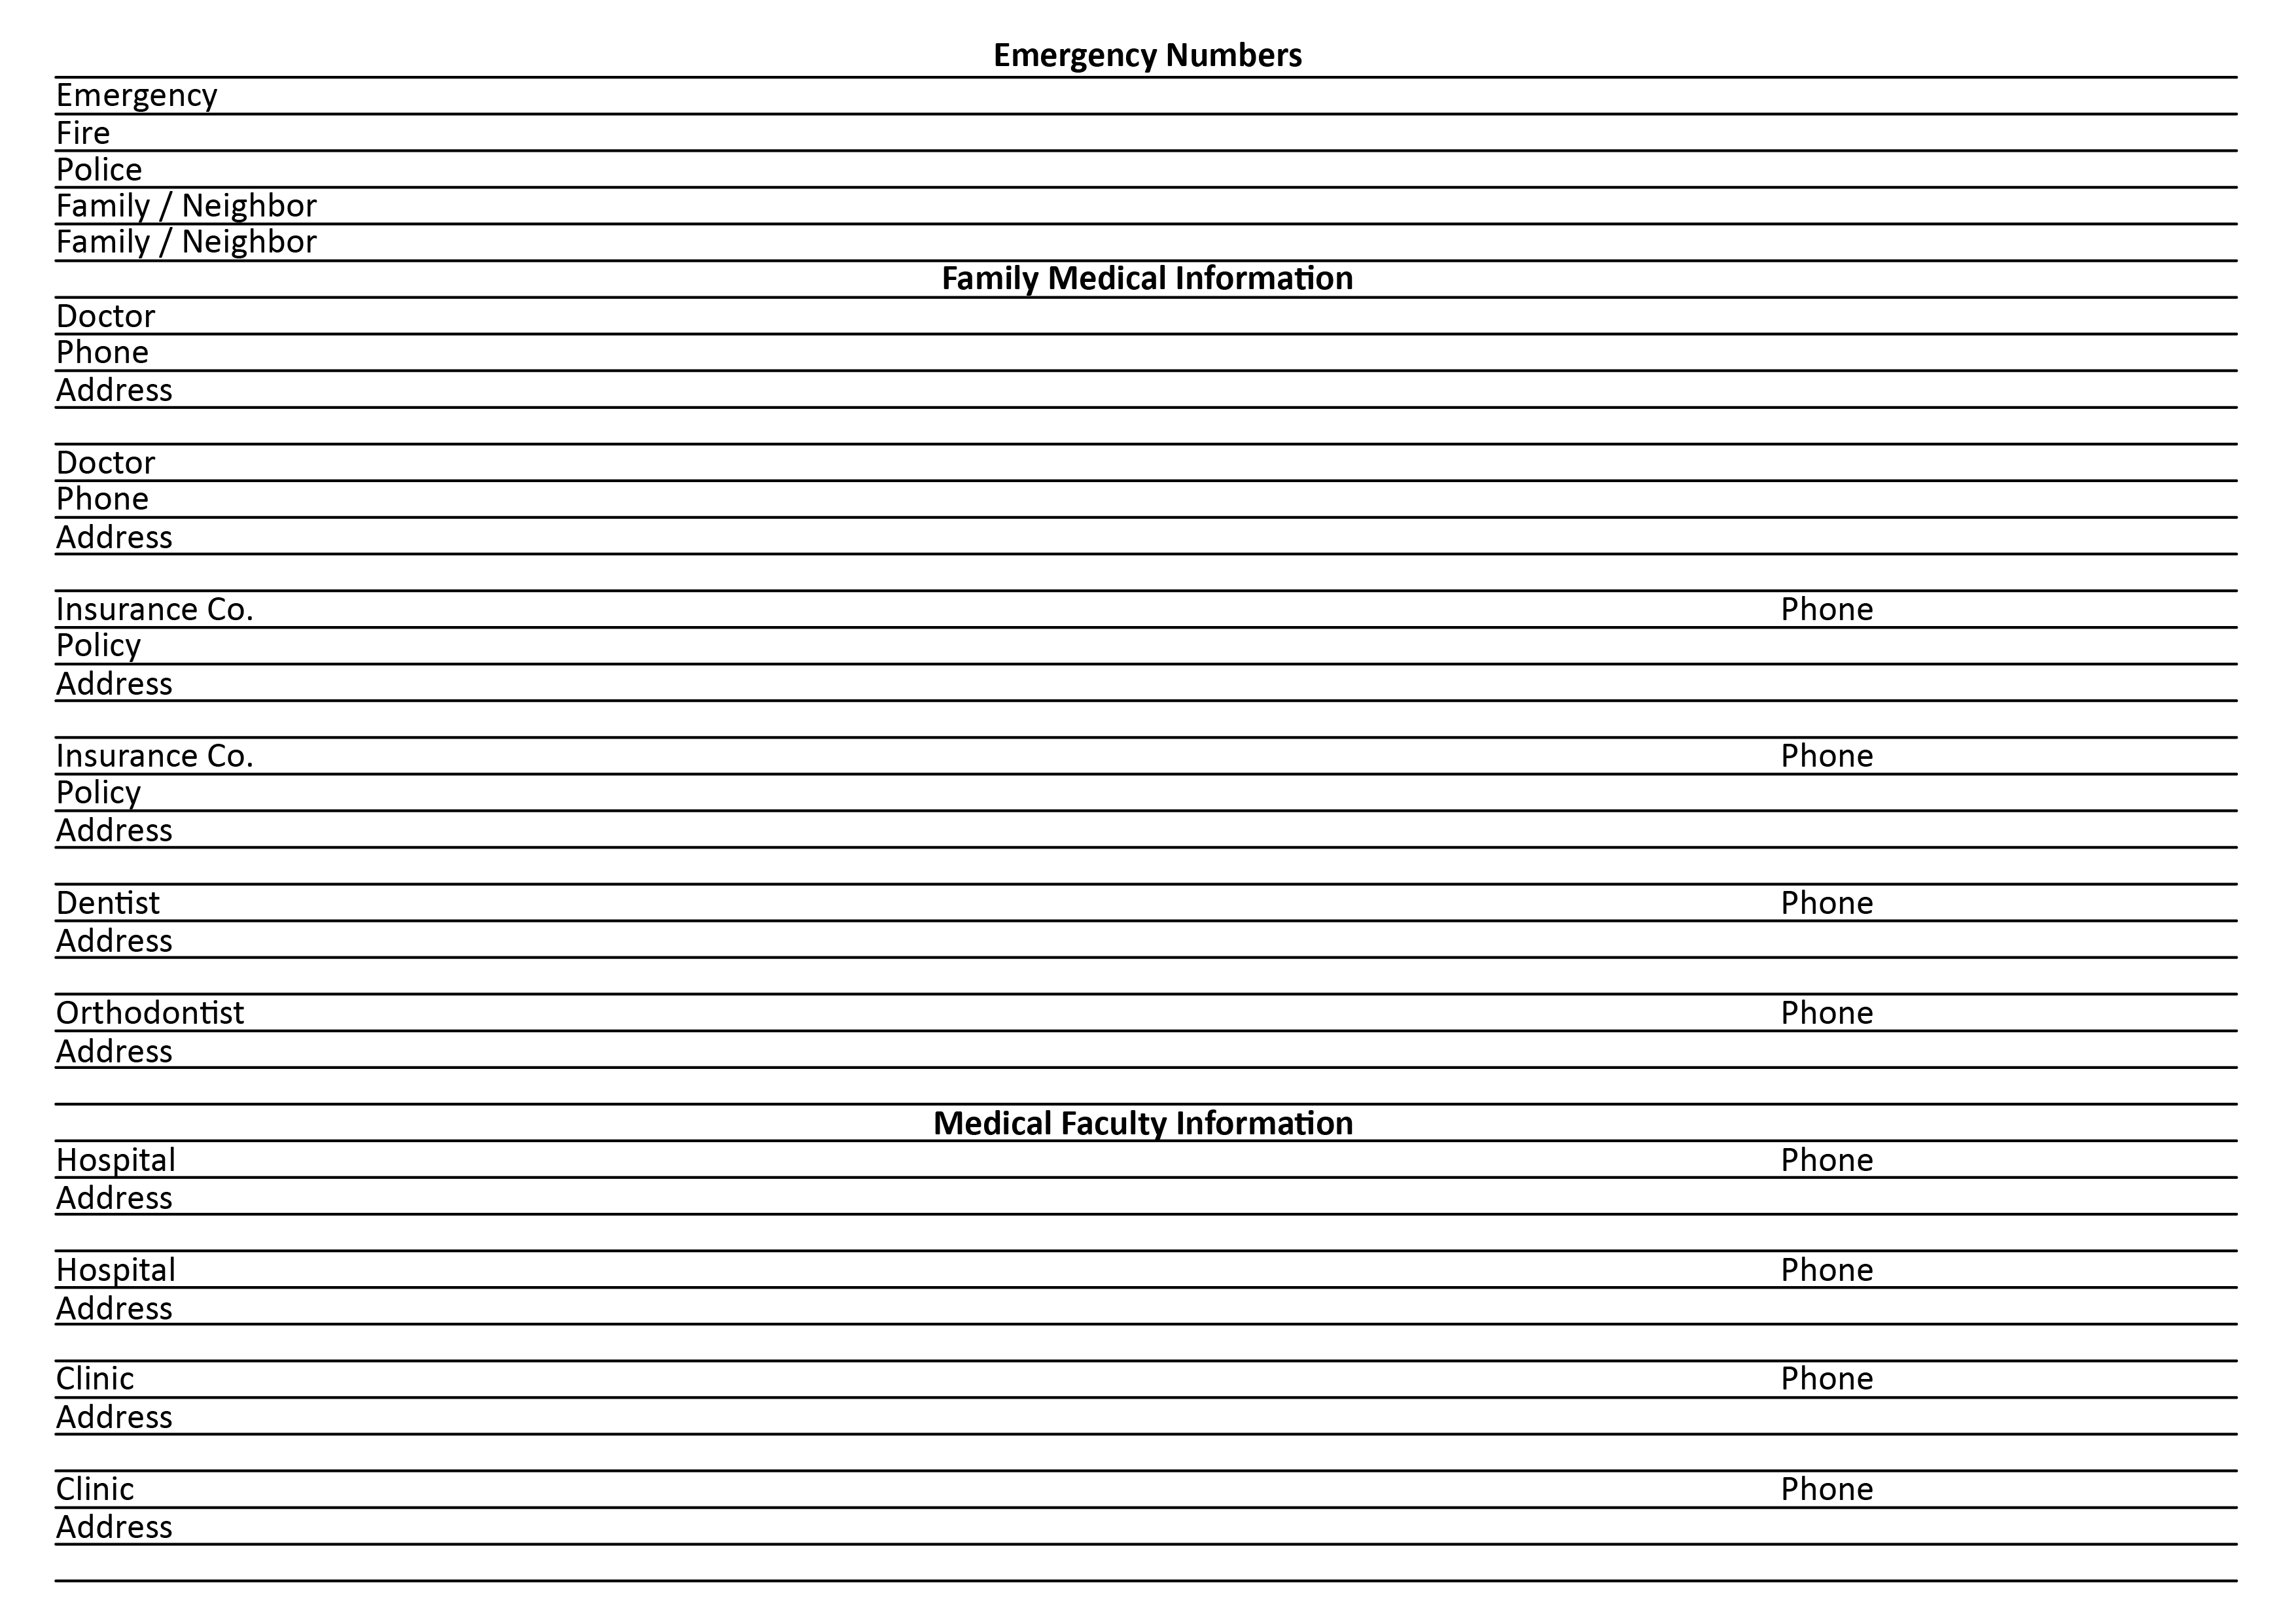 Emergency Numbers
Emergency
Fire
Police
Family / Neighbor
Family / Neighbor
Family Medical Information
Doctor
Phone
Address
Doctor
Phone
Address
Insurance Co. Phone
Policy
Address
Insurance Co. Phone
Policy
Address
Dentist Phone
Address
Orthodontist Phone
Address
Medical Faculty Information
Hospital Phone
Address
Hospital Phone
Address
Clinic Phone
Address
Clinic Phone
Address